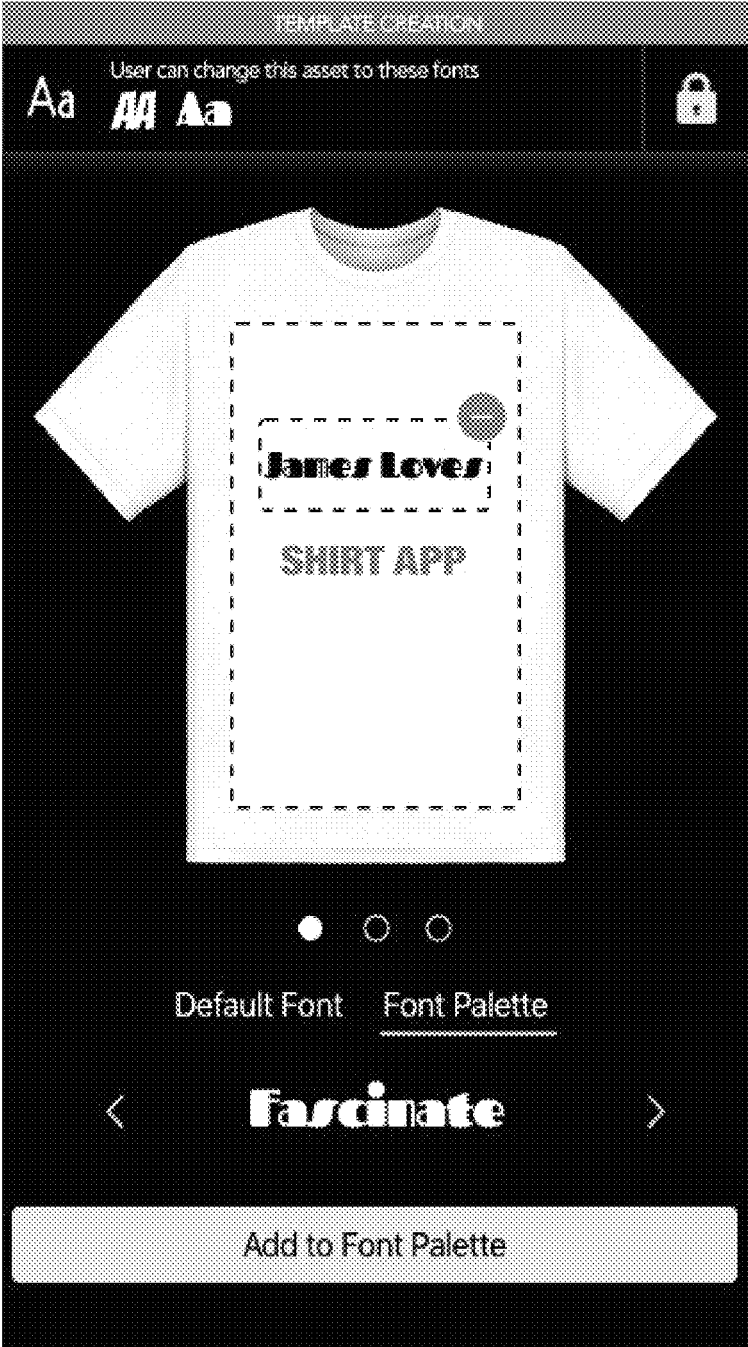 TEMPLATE CREATION
Aa
User can change this asset to these fonts
AA Aa
James Loves
SHIRT APP
Default Font Font Palette
Fascinate
Add to Font Palette